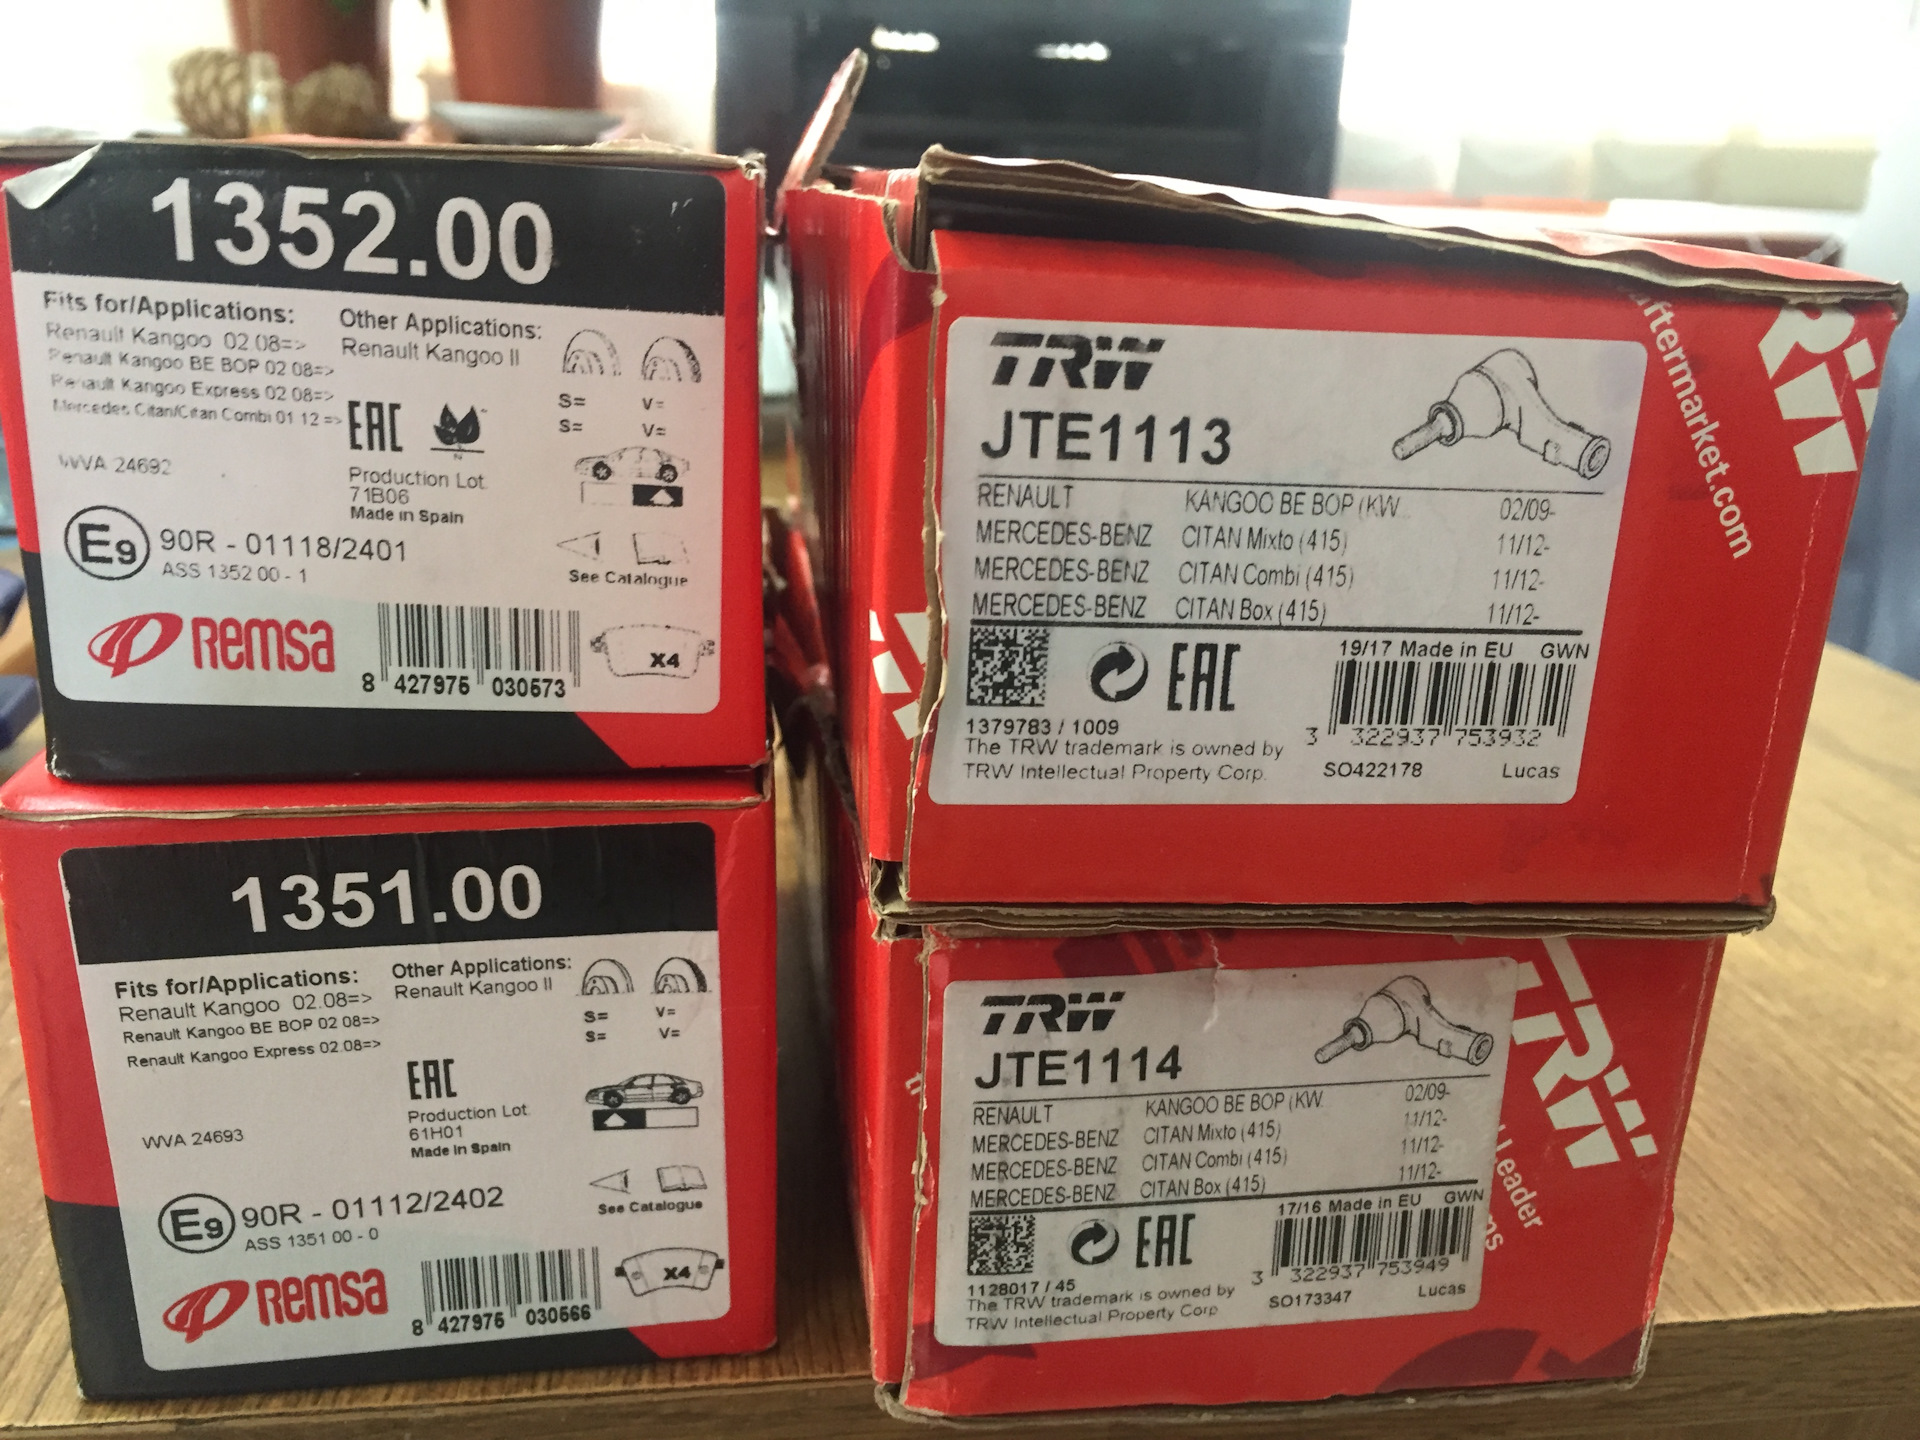 1352.00
Fits for/Applications:
Renault Kangoo 02 08=>
Renault Kangoo BE BOP 02 08=>
Renault Kangoo Express 02 08=>
Mercedes Citan/Citan Combi 01 12 =>
Other Applications:
Renault Kangoo II
S= V=
S= V=
EAC
WVA 24692
Production Lot.
71B06
Made in Spain
E9 90R - 01118/2401
ASS 1352 00 - 1
See Catalogue
REMSA
X4
8 427975 030573
1351.00
Fits for/Applications:
Renault Kangoo 02.08=>
Renault Kangoo BE BOP 02 08=>
Renault Kangoo Express 02.08=>
Other Applications:
Renault Kangoo II
S= V=
S= V=
EAC
Production Lot.
61H01
Made in Spain
WVA 24693
E9 90R - 01112/2402
ASS 1351 00 - 0
See Catalogue
REMSA
X4
8 427975 030566
TRW
JTE1113
RENAULT KANGOO BE BOP (KW 02/09-
MERCEDES-BENZ CITAN Mixto (415) 11/12-
MERCEDES-BENZ CITAN Combi (415) 11/12-
MERCEDES-BENZ CITAN Box (415) 11/12-
EAC
19/17 Made in EU GWN
1379783 / 1009
The TRW trademark is owned by
TRW Intellectual Property Corp.
3 322937 753932
SO422178 Lucas
aftermarket.com
TRW
TRW
JTE1114
RENAULT KANGOO BE BOP (KW. 02/09-
MERCEDES-BENZ CITAN Mixto (415) 11/12-
MERCEDES-BENZ CITAN Combi (415) 11/12-
MERCEDES-BENZ CITAN Box (415) 11/12-
EAC
17/16 Made in EU GWN
1128017 / 45
The TRW trademark is owned by
TRW Intellectual Property Corp
3 322937 753949
SO173347 Lucas
TRW
Leader